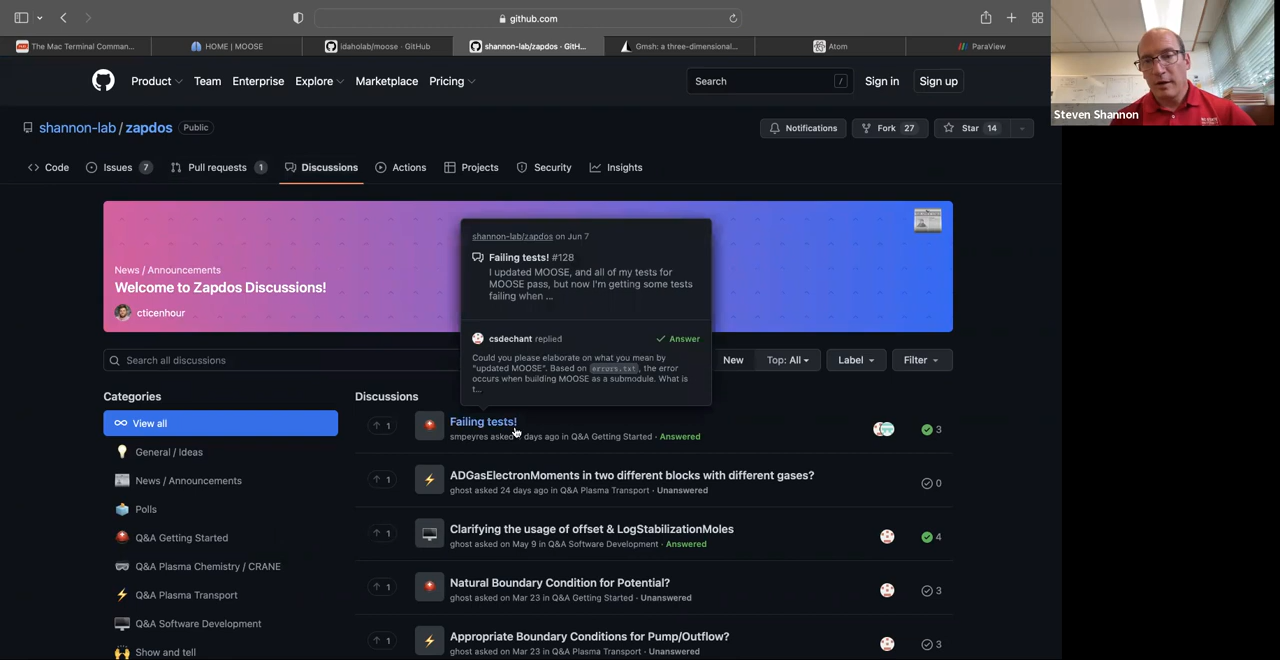 github.com
The Mac Terminal Comman...
HOME | MOOSE
idaholab/moose · GitHub
shannon-lab/zapdos · GitH...
Gmsh: a three-dimensional...
Atom
ParaView
Steven Shannon
Product
Team
Enterprise
Explore
Marketplace
Pricing
Search
/
Sign in
Sign up
shannon-lab / zapdos
Public
Notifications
Fork 27
Star 14
Code
Issues 7
Pull requests 1
Discussions
Actions
Projects
Security
Insights
News / Announcements
Welcome to Zapdos Discussions!
cticenhour
shannon-lab/zapdos on Jun 7
Failing tests! #128
I updated MOOSE, and all of my tests for
MOOSE pass, but now I'm getting some tests
failing when ...
csdechant replied
Answer
Could you please elaborate on what you mean by
"updated MOOSE". Based on errors.txt, the error
occurs when building MOOSE as a submodule. What is
t...
Search all discussions
New
Top: All
Label
Filter
Categories
View all
General / Ideas
News / Announcements
Polls
Q&A Getting Started
Q&A Plasma Chemistry / CRANE
Q&A Plasma Transport
Q&A Software Development
Show and tell
Discussions
1
Failing tests!
smpeyres asked days ago in Q&A Getting Started · Answered
3
1
ADGasElectronMoments in two different blocks with different gases?
ghost asked 24 days ago in Q&A Plasma Transport · Unanswered
0
1
Clarifying the usage of offset & LogStabilizationMoles
ghost asked on May 9 in Q&A Software Development · Answered
4
1
Natural Boundary Condition for Potential?
ghost asked on Mar 23 in Q&A Getting Started · Unanswered
3
1
Appropriate Boundary Conditions for Pump/Outflow?
ghost asked on Mar 23 in Q&A Plasma Transport · Unanswered
3